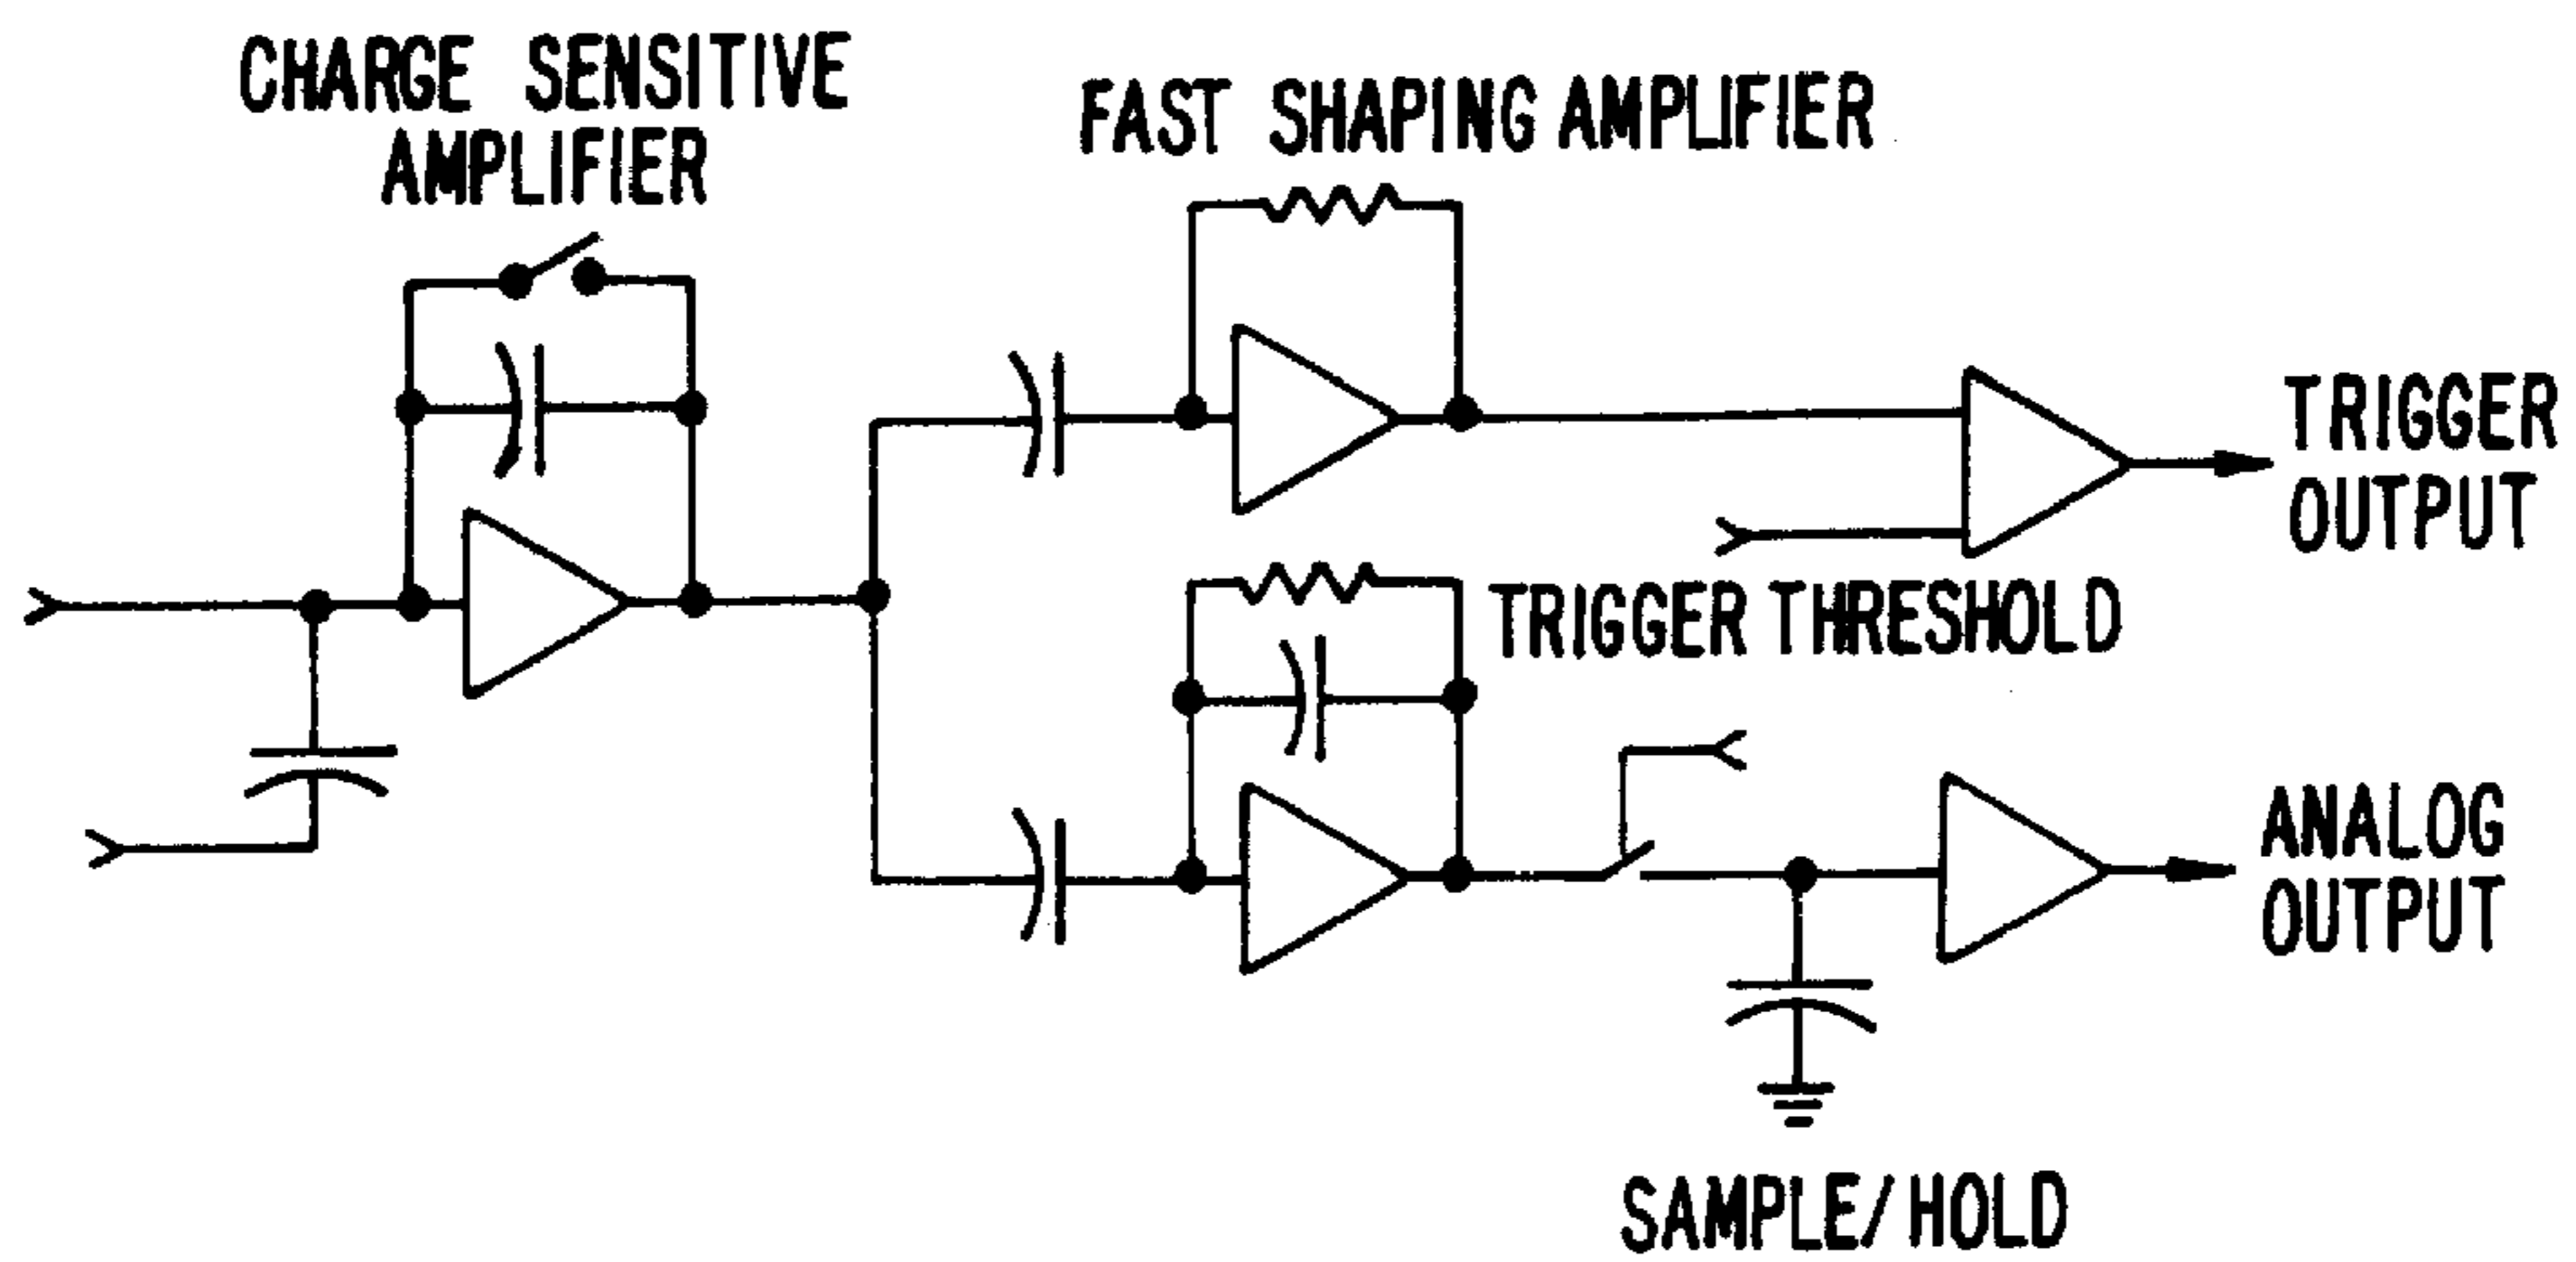 CHARGE SENSITIVE
AMPLIFIER
FAST SHAPING AMPLIFIER
TRIGGER
OUTPUT
TRIGGER THRESHOLD
ANALOG
OUTPUT
SAMPLE/HOLD